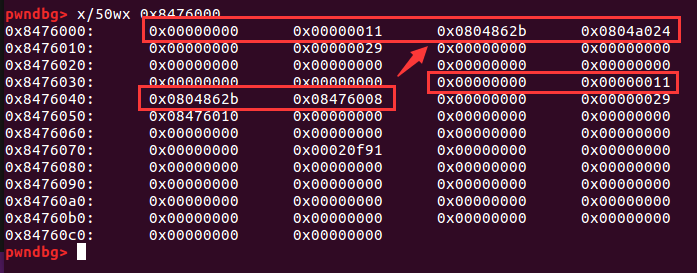 pwndbg> x/50wx 0x8476000
0x8476000: 0x00000000 0x00000011 0x0804862b 0x0804a024
0x8476010: 0x00000000 0x00000029 0x00000000 0x00000000
0x8476020: 0x00000000 0x00000000 0x00000000 0x00000000
0x8476030: 0x00000000 0x00000000 0x00000000 0x00000011
0x8476040: 0x0804862b 0x08476008 0x00000000 0x00000029
0x8476050: 0x08476010 0x00000000 0x00000000 0x00000000
0x8476060: 0x00000000 0x00000000 0x00000000 0x00000000
0x8476070: 0x00000000 0x00020f91 0x00000000 0x00000000
0x8476080: 0x00000000 0x00000000 0x00000000 0x00000000
0x8476090: 0x00000000 0x00000000 0x00000000 0x00000000
0x84760a0: 0x00000000 0x00000000 0x00000000 0x00000000
0x84760b0: 0x00000000 0x00000000 0x00000000 0x00000000
0x84760c0: 0x00000000 0x00000000
pwndbg>